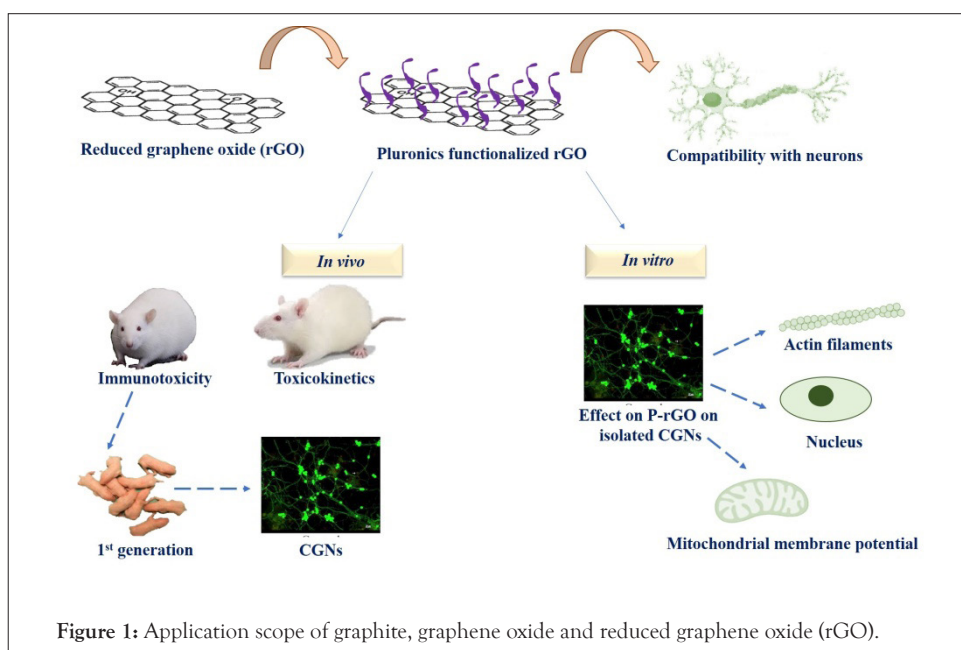 Reduced graphene oxide (rGO)
Pluronics functionalized rGO
Compatibility with neurons
In vivo
In vitro
Immunotoxicity
Toxicokinetics
Actin filaments
Effect on P-rGO on
isolated CGNs
Nucleus
1st generation
CGNs
Mitochondrial membrane potential
Figure 1: Application scope of graphite, graphene oxide and reduced graphene oxide (rGO).